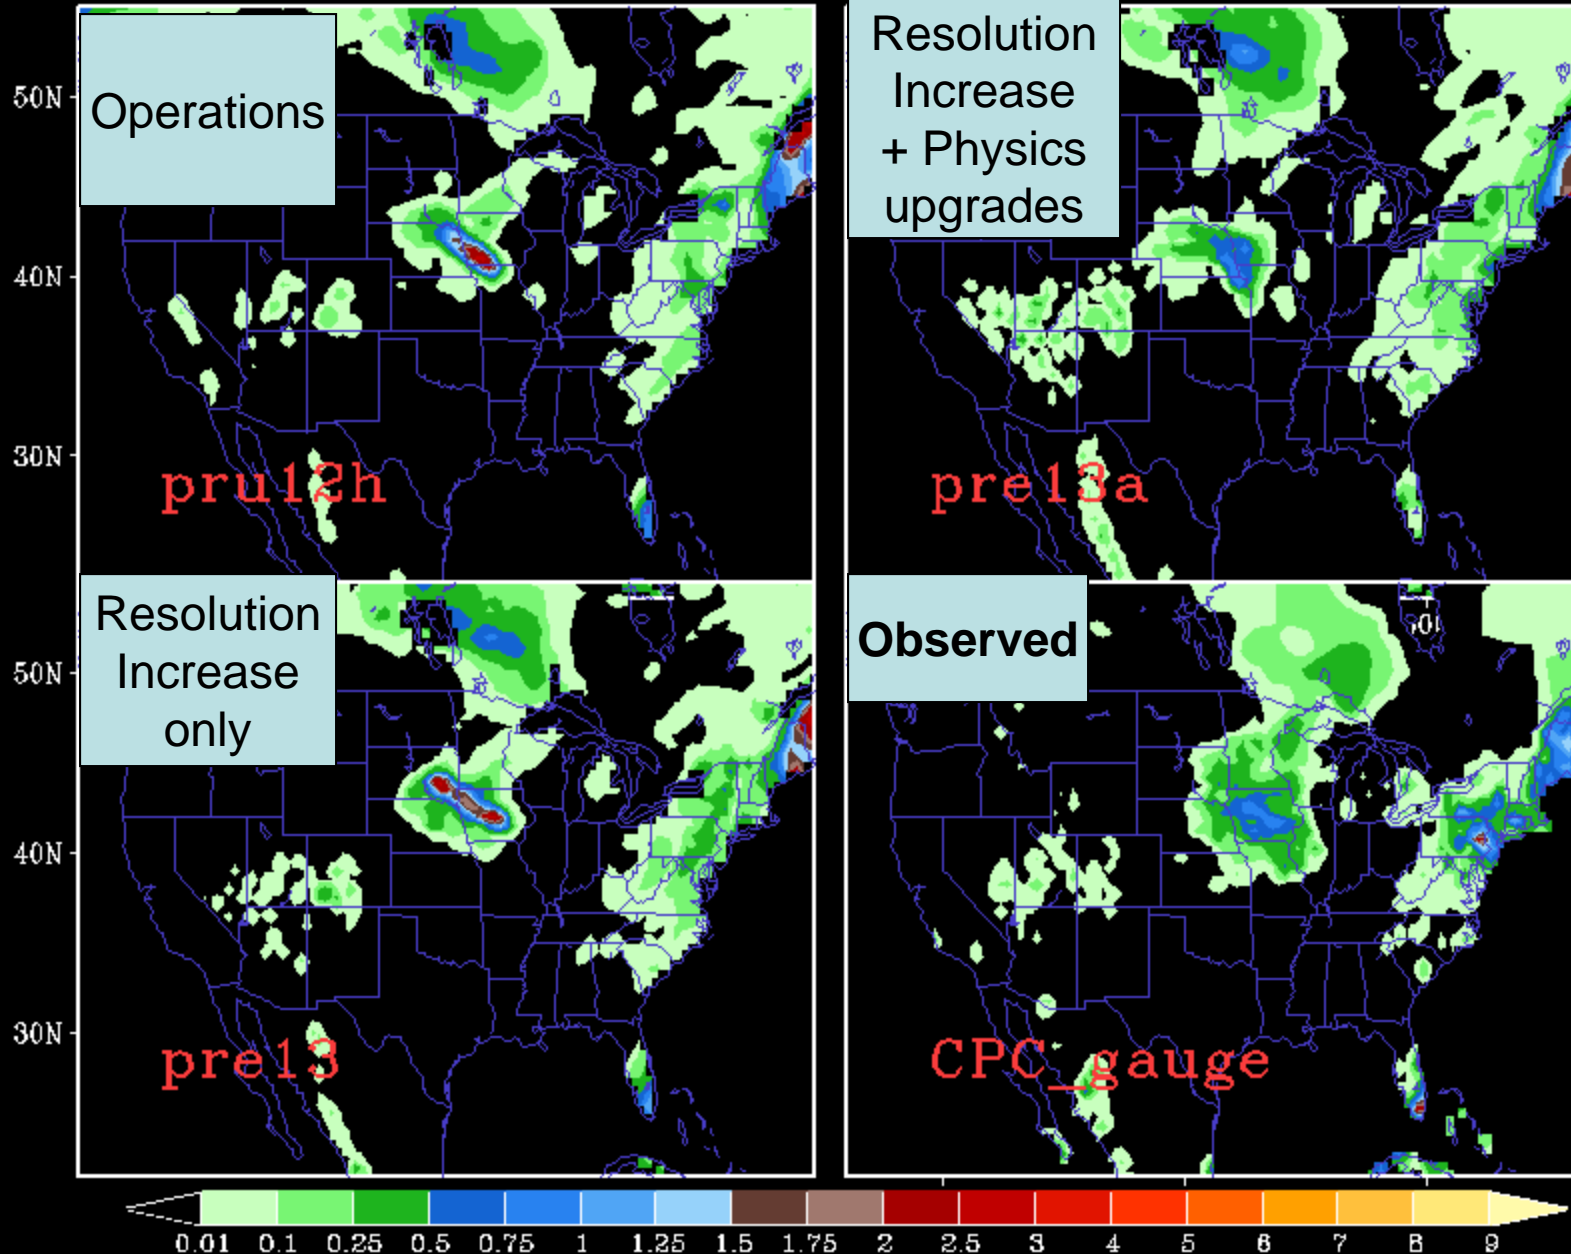 Operations
50N
40N
30N
pru12h
Resolution
Increase
+ Physics
upgrades
pre13a
Resolution
Increase
only
50N
40N
30N
pre13
Observed
CPC_gauge
0.01 0.1 0.25 0.5 0.75 1 1.25 1.5 1.75 2 2.5 3 4 5 6 7 8 9